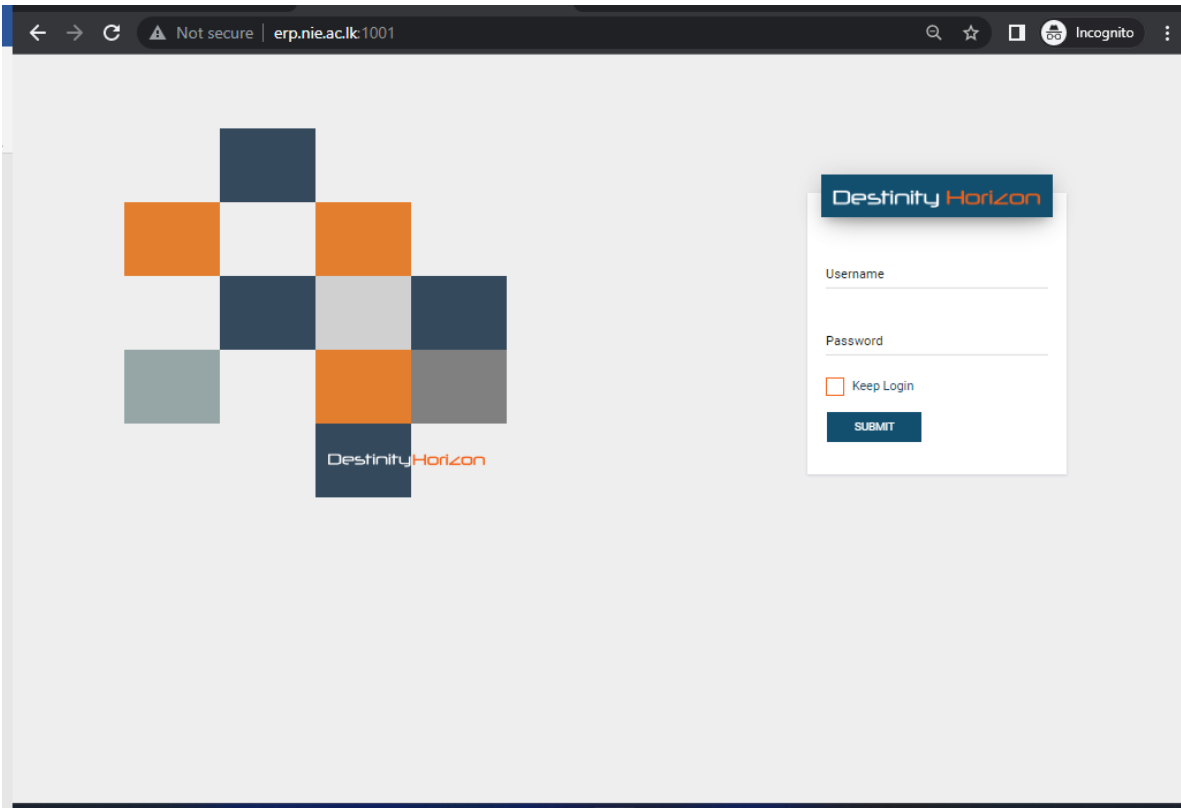 Not secure | erp.nie.ac.lk:1001
Incognito
Destinity Horizon
Username
Password
Keep Login
SUBMIT
DestinityHorizon